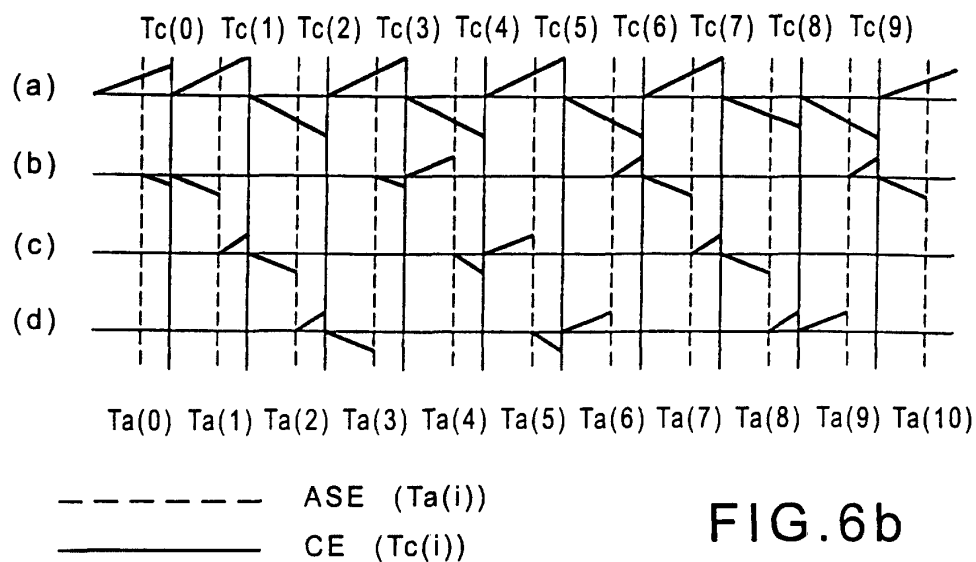 Tc(0) Tc(1) Tc(2) Tc(3) Tc(4) Tc(5) Tc(6) Tc(7) Tc(8) Tc(9)
(a)
(b)
(c)
(d)
Ta(0) Ta(1) Ta(2) Ta(3) Ta(4) Ta(5) Ta(6) Ta(7) Ta(8) Ta(9) Ta(10)
ASE (Ta(i))
CE (Tc(i))
FIG.6b